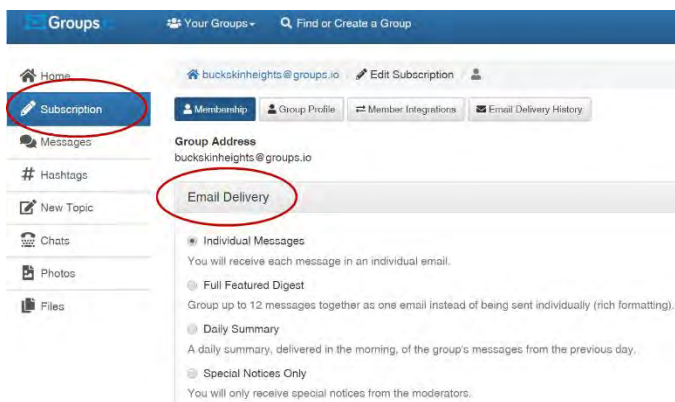 Groups
Your Groups
Find or Create a Group
Home
Subscription
Messages
# Hashtags
New Topic
Chats
Photos
Files
buckskinheights@groups.io / Edit Subscription /
Membership
Group Profile
Member Integrations
Email Delivery History
Group Address
buckskinheights@groups.io
Email Delivery
Individual Messages
You will receive each message in an individual email.
Full Featured Digest
Group up to 12 messages together as one email instead of being sent individually (rich formatting).
Daily Summary
A daily summary, delivered in the morning, of the group's messages from the previous day.
Special Notices Only
You will only receive special notices from the moderators.